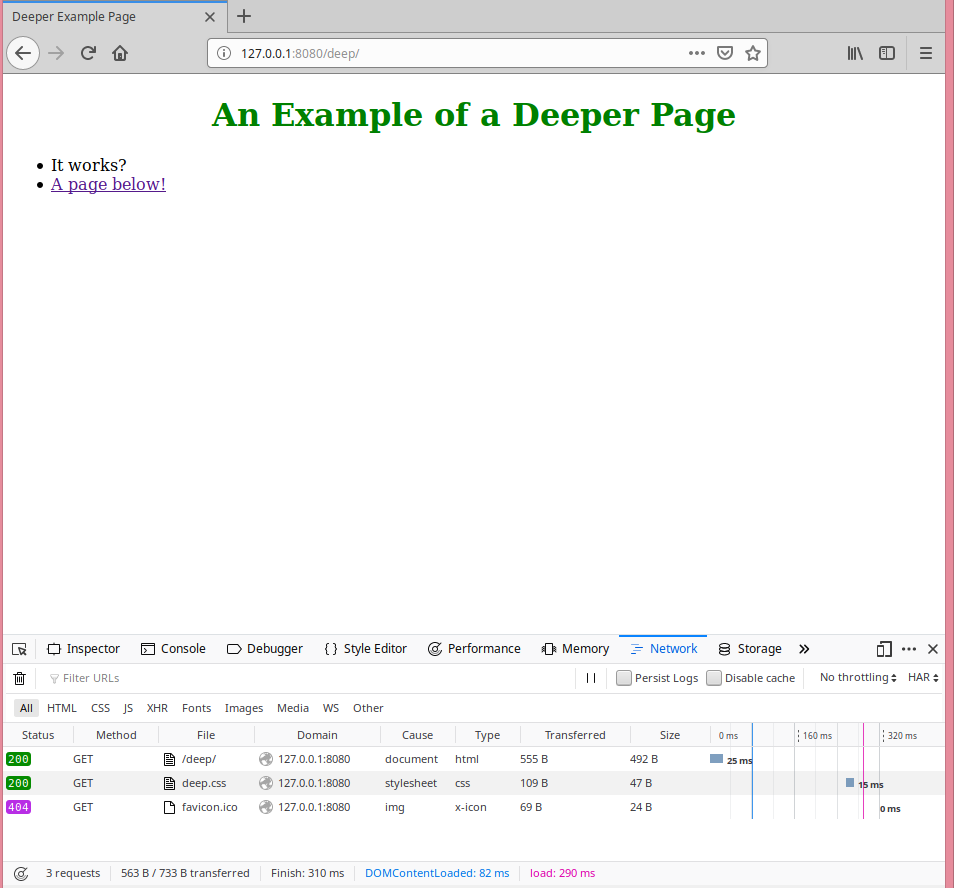 Deeper Example Page
127.0.0.1:8080/deep/
An Example of a Deeper Page
It works?
A page below!
Inspector Console Debugger Style Editor Performance Memory Network Storage
Filter URLs Persist Logs Disable cache No throttling HAR
All HTML CSS JS XHR Fonts Images Media WS Other
Status Method File Domain Cause Type Transferred Size 0 ms 160 ms 320 ms
200 GET /deep/ 127.0.0.1:8080 document html 555 B 492 B 25 ms
200 GET deep.css 127.0.0.1:8080 stylesheet css 109 B 47 B 15 ms
404 GET favicon.ico 127.0.0.1:8080 img x-icon 69 B 24 B 0 ms
3 requests 563 B / 733 B transferred Finish: 310 ms DOMContentLoaded: 82 ms load: 290 ms